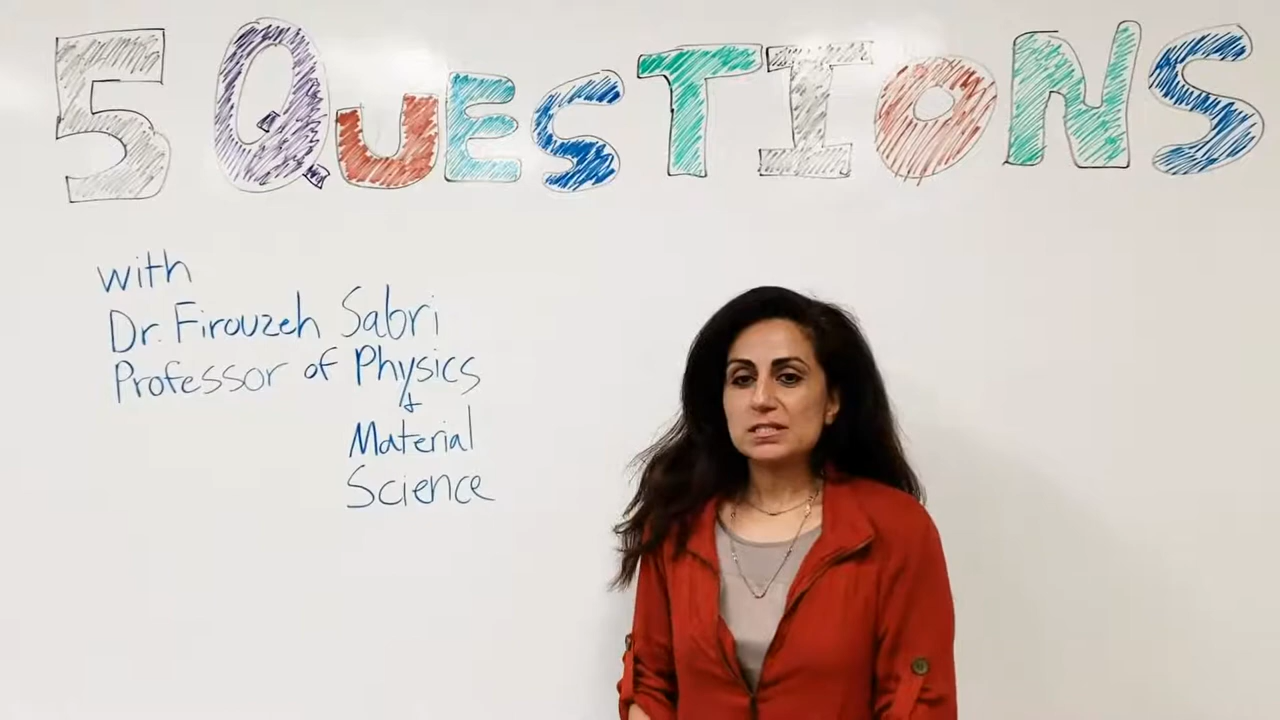 5 QUESTIONS
with
Dr. Firouzeh Sabri
Professor of Physics
+
Material
Science